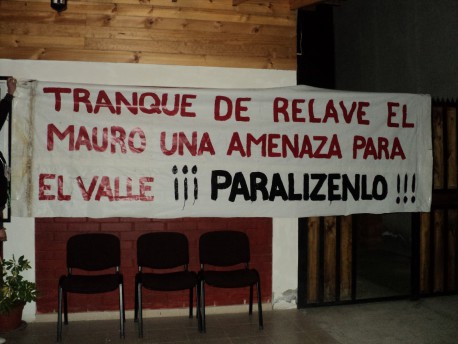 TRANQUE DE RELAVE EL
MAURO UNA AMENAZA PARA
EL VALLE ¡¡¡ PARALIZENLO !!!